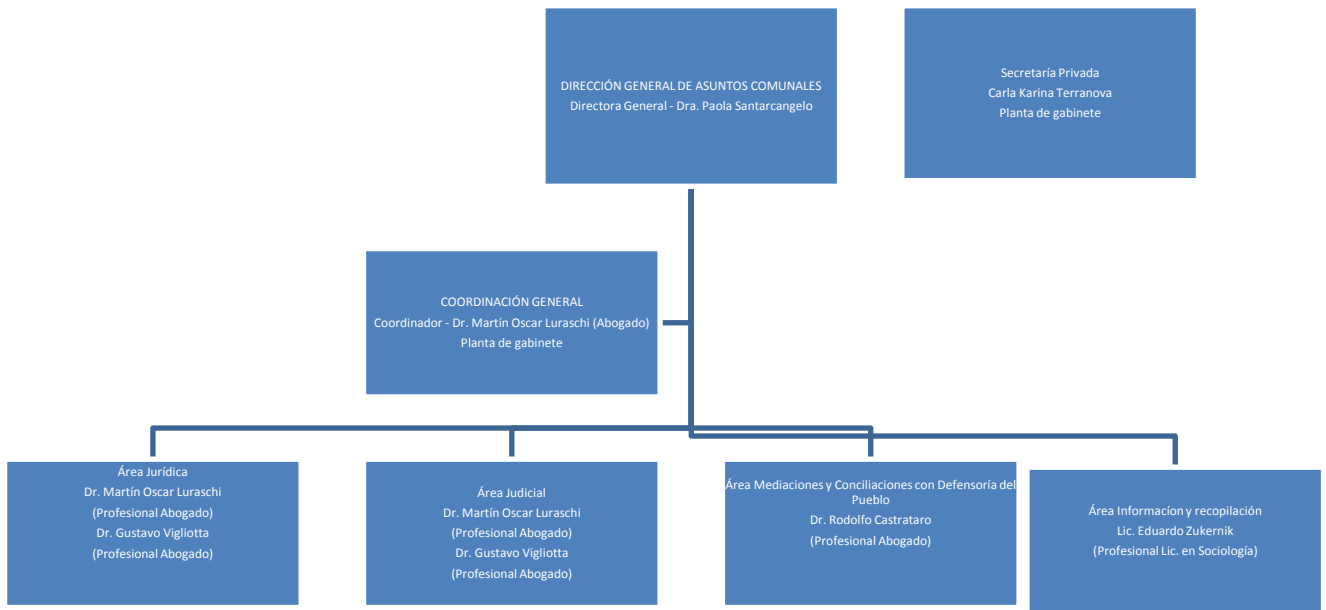 DIRECCIÓN GENERAL DE ASUNTOS COMUNALES
Directora General - Dra. Paola Santarcangelo
Secretaría Privada
Carla Karina Terranova
Planta de gabinete
COORDINACIÓN GENERAL
Coordinador - Dr. Martín Oscar Luraschi (Abogado)
Planta de gabinete
Área Jurídica
Dr. Martín Oscar Luraschi
(Profesional Abogado)
Dr. Gustavo Vigliotta
(Profesional Abogado)
Área Judicial
Dr. Martín Oscar Luraschi
(Profesional Abogado)
Dr. Gustavo Vigliotta
(Profesional Abogado)
Área Mediaciones y Conciliaciones con Defensoría del
Pueblo
Dr. Rodolfo Castrataro
(Profesional Abogado)
Área Informacíon y recopilación
Lic. Eduardo Zukernik
(Profesional Lic. en Sociología)